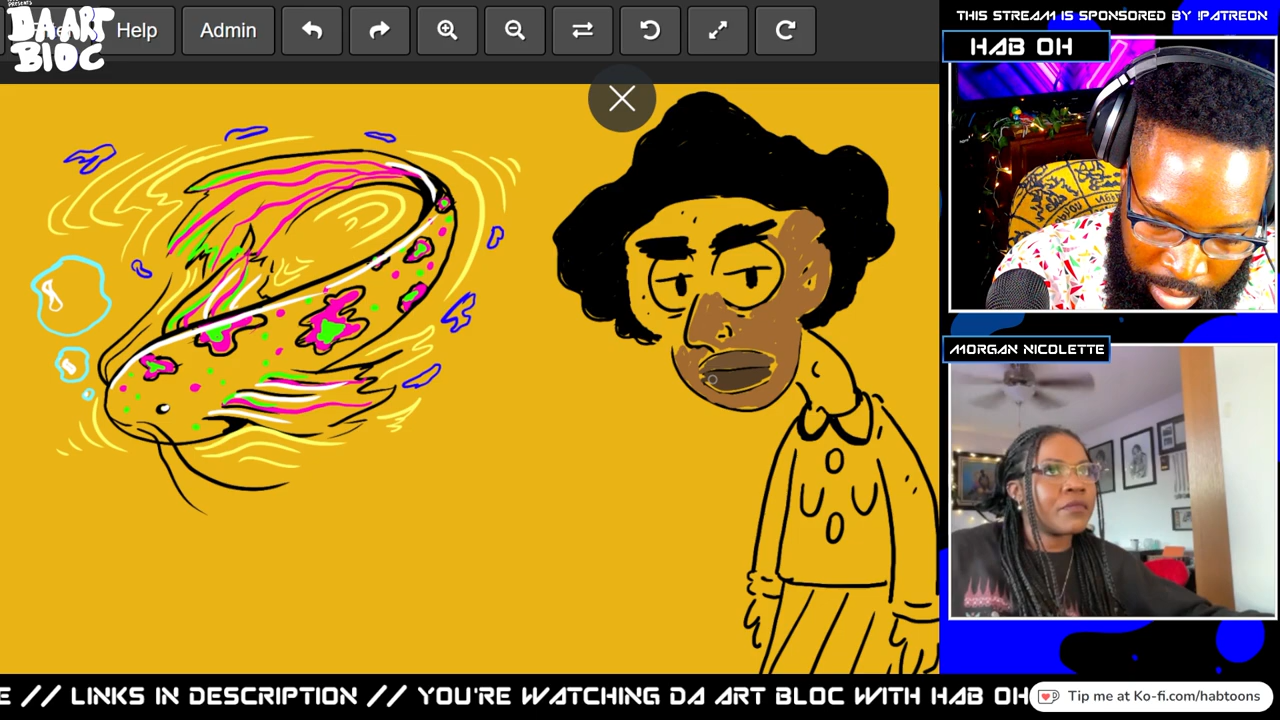 DA ART
BLOC
Help
Admin
THIS STREAM IS SPONSORED BY !PATREON
HAB OH
MORGAN NICOLETTE
E // LINKS IN DESCRIPTION // YOU'RE WATCHING DA ART BLOC WITH HAB OH
Tip me at Ko-fi.com/habtoons